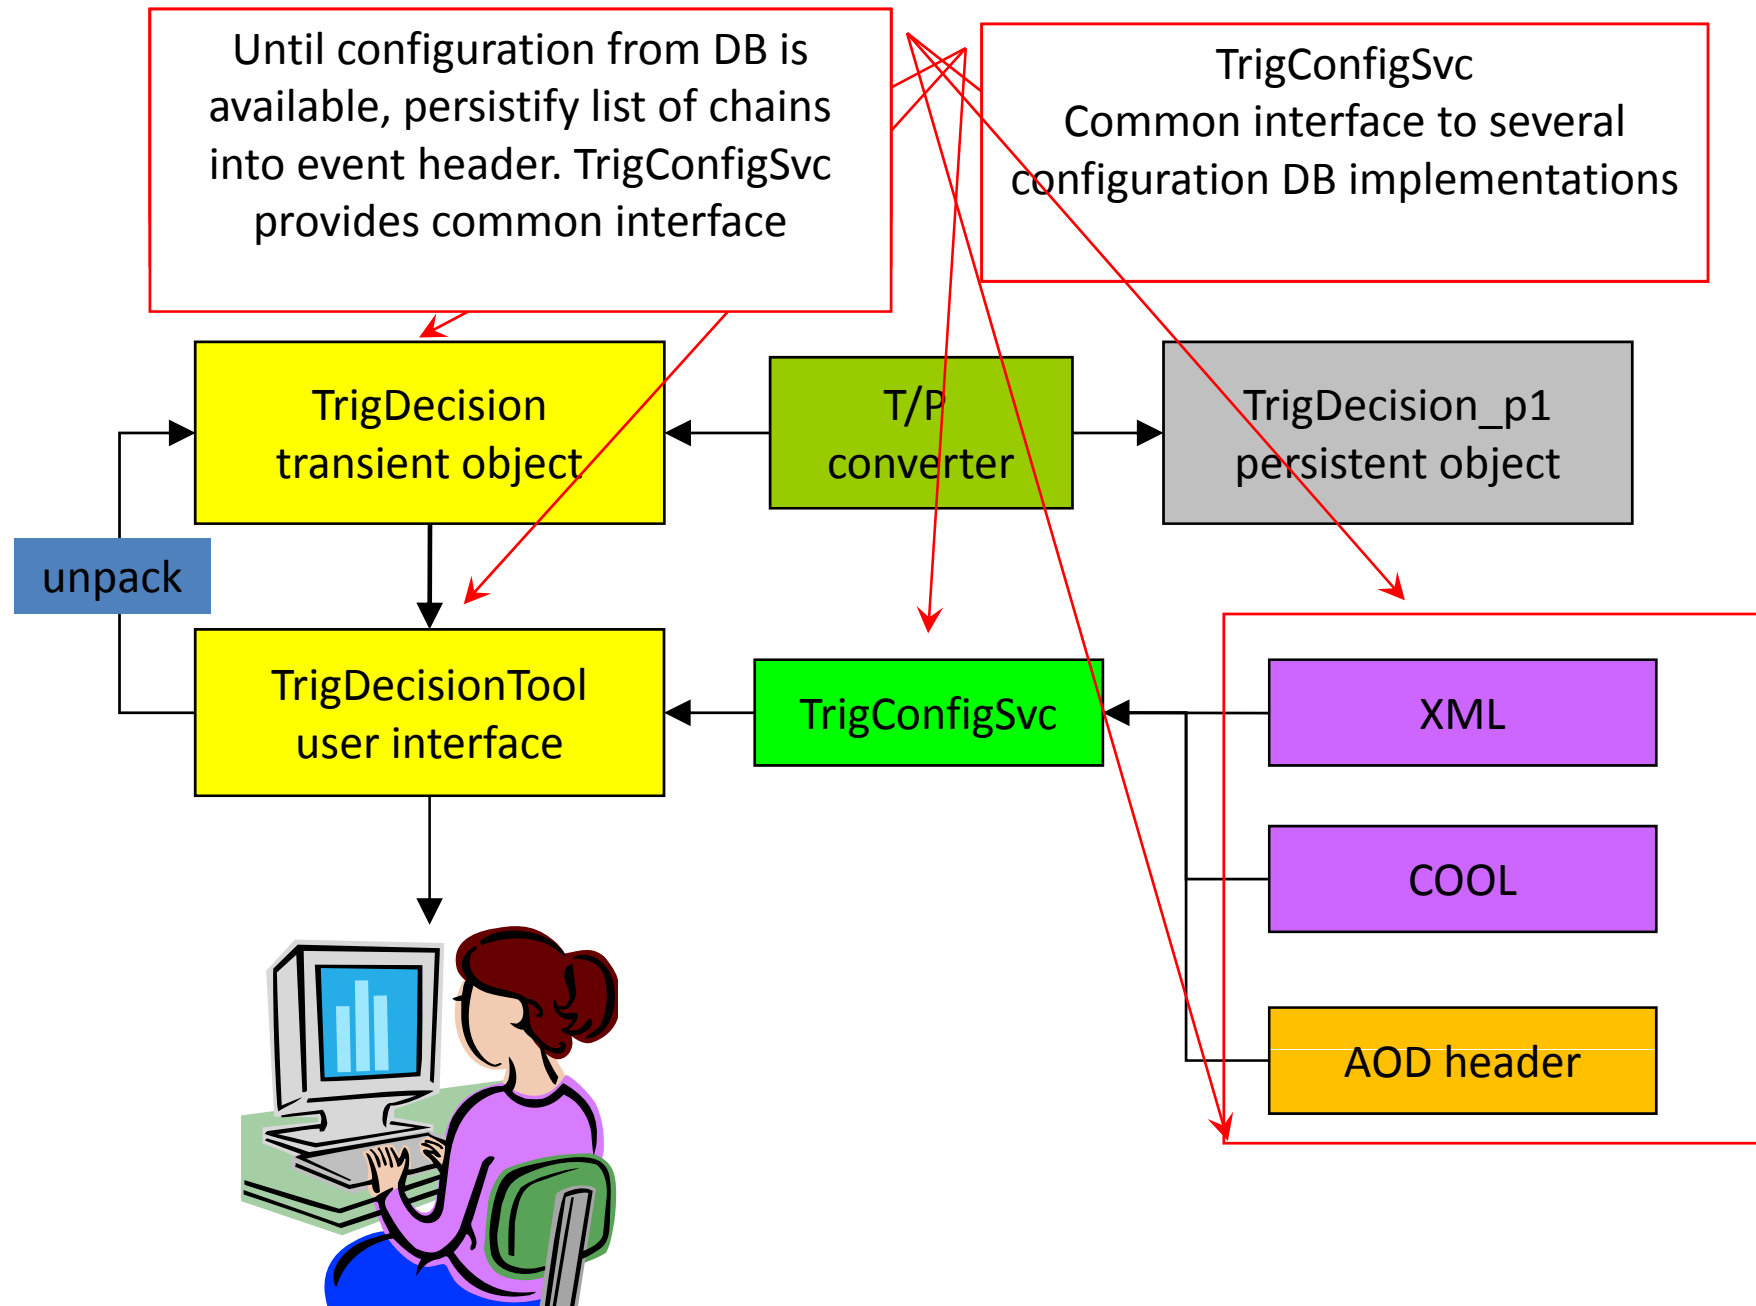 Until configuration from DB is
available, persistify list of chains
into event header. TrigConfigSvc
provides common interface
TrigConfigSvc
Common interface to several
configuration DB implementations
TrigDecision
transient object
T/P
converter
TrigDecision_p1
persistent object
unpack
TrigDecisionTool
user interface
TrigConfigSvc
XML
COOL
AOD header